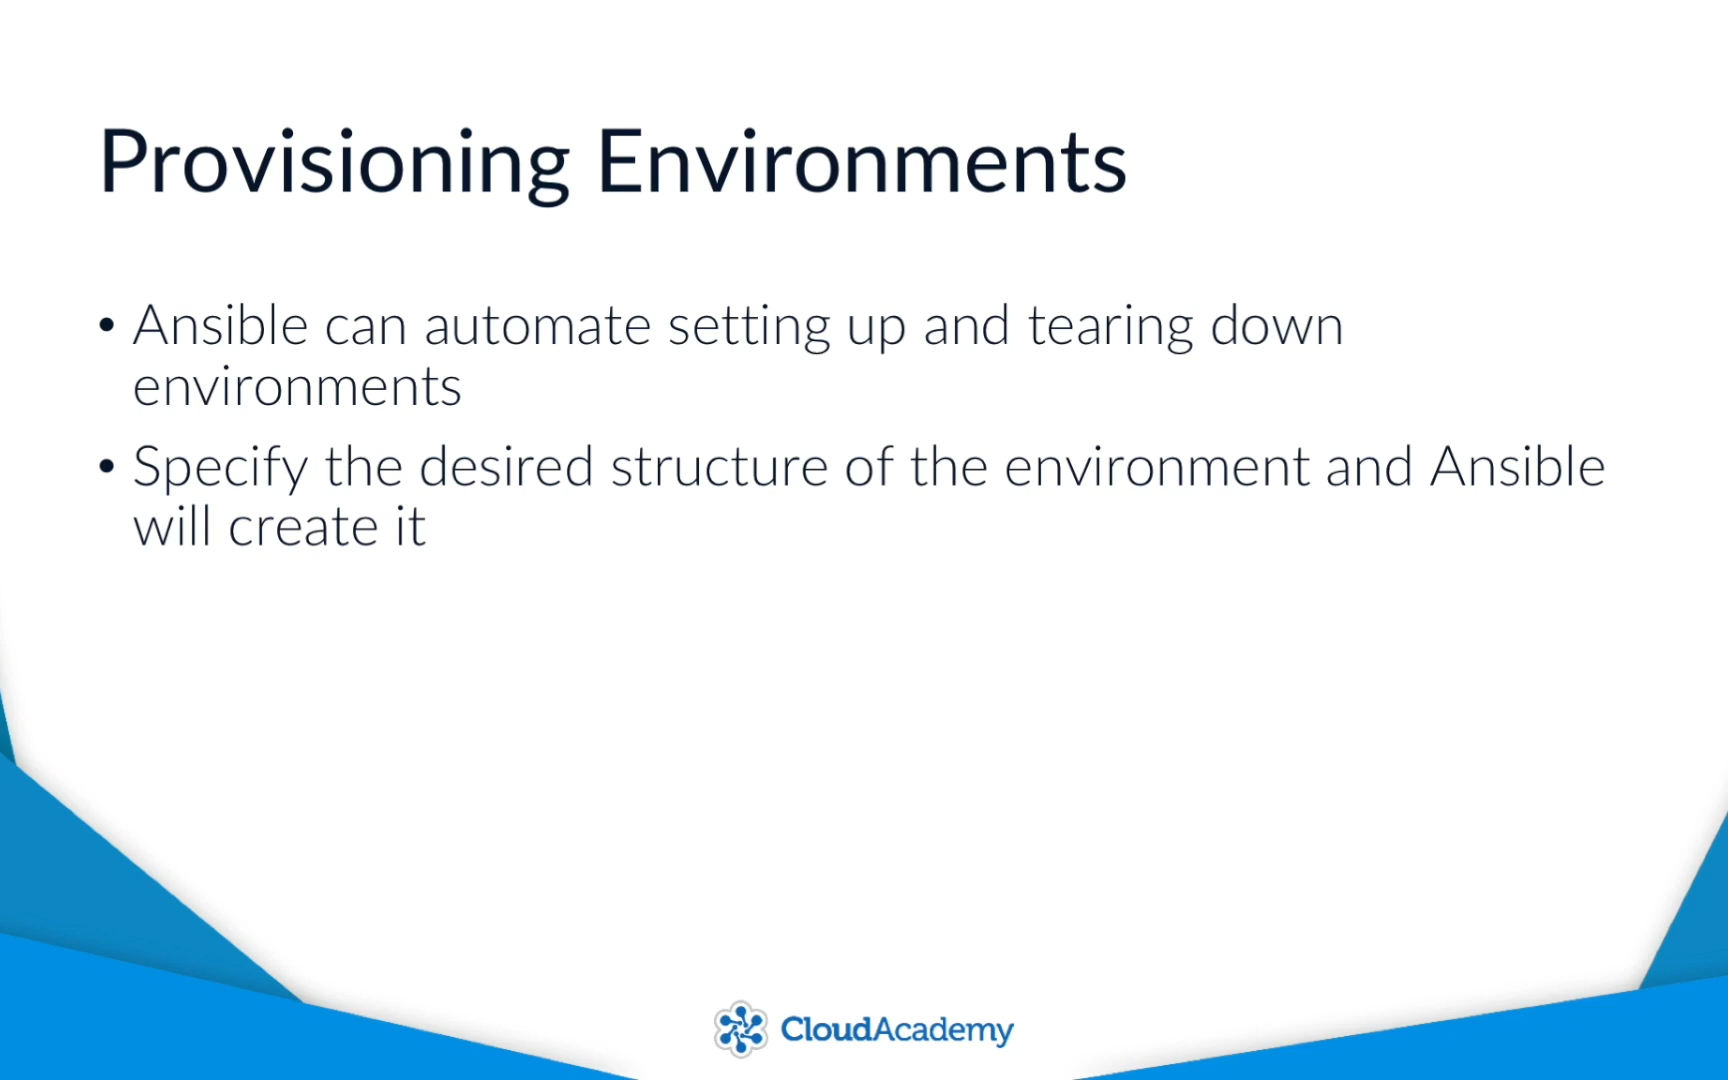 Provisioning Environments
• Ansible can automate setting up and tearing down
environments
• Specify the desired structure of the environment and Ansible
will create it
CloudAcademy